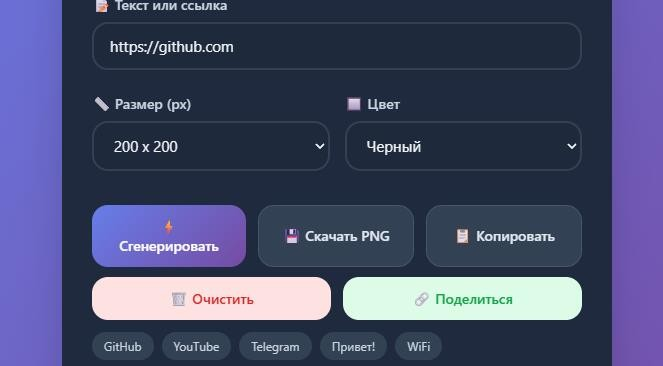 Текст или ссылка
https://github.com
Размер (px)
Цвет
200 x 200
Черный
Сгенерировать
Скачать PNG
Копировать
Очистить
Поделиться
GitHub
YouTube
Telegram
Привет!
WiFi